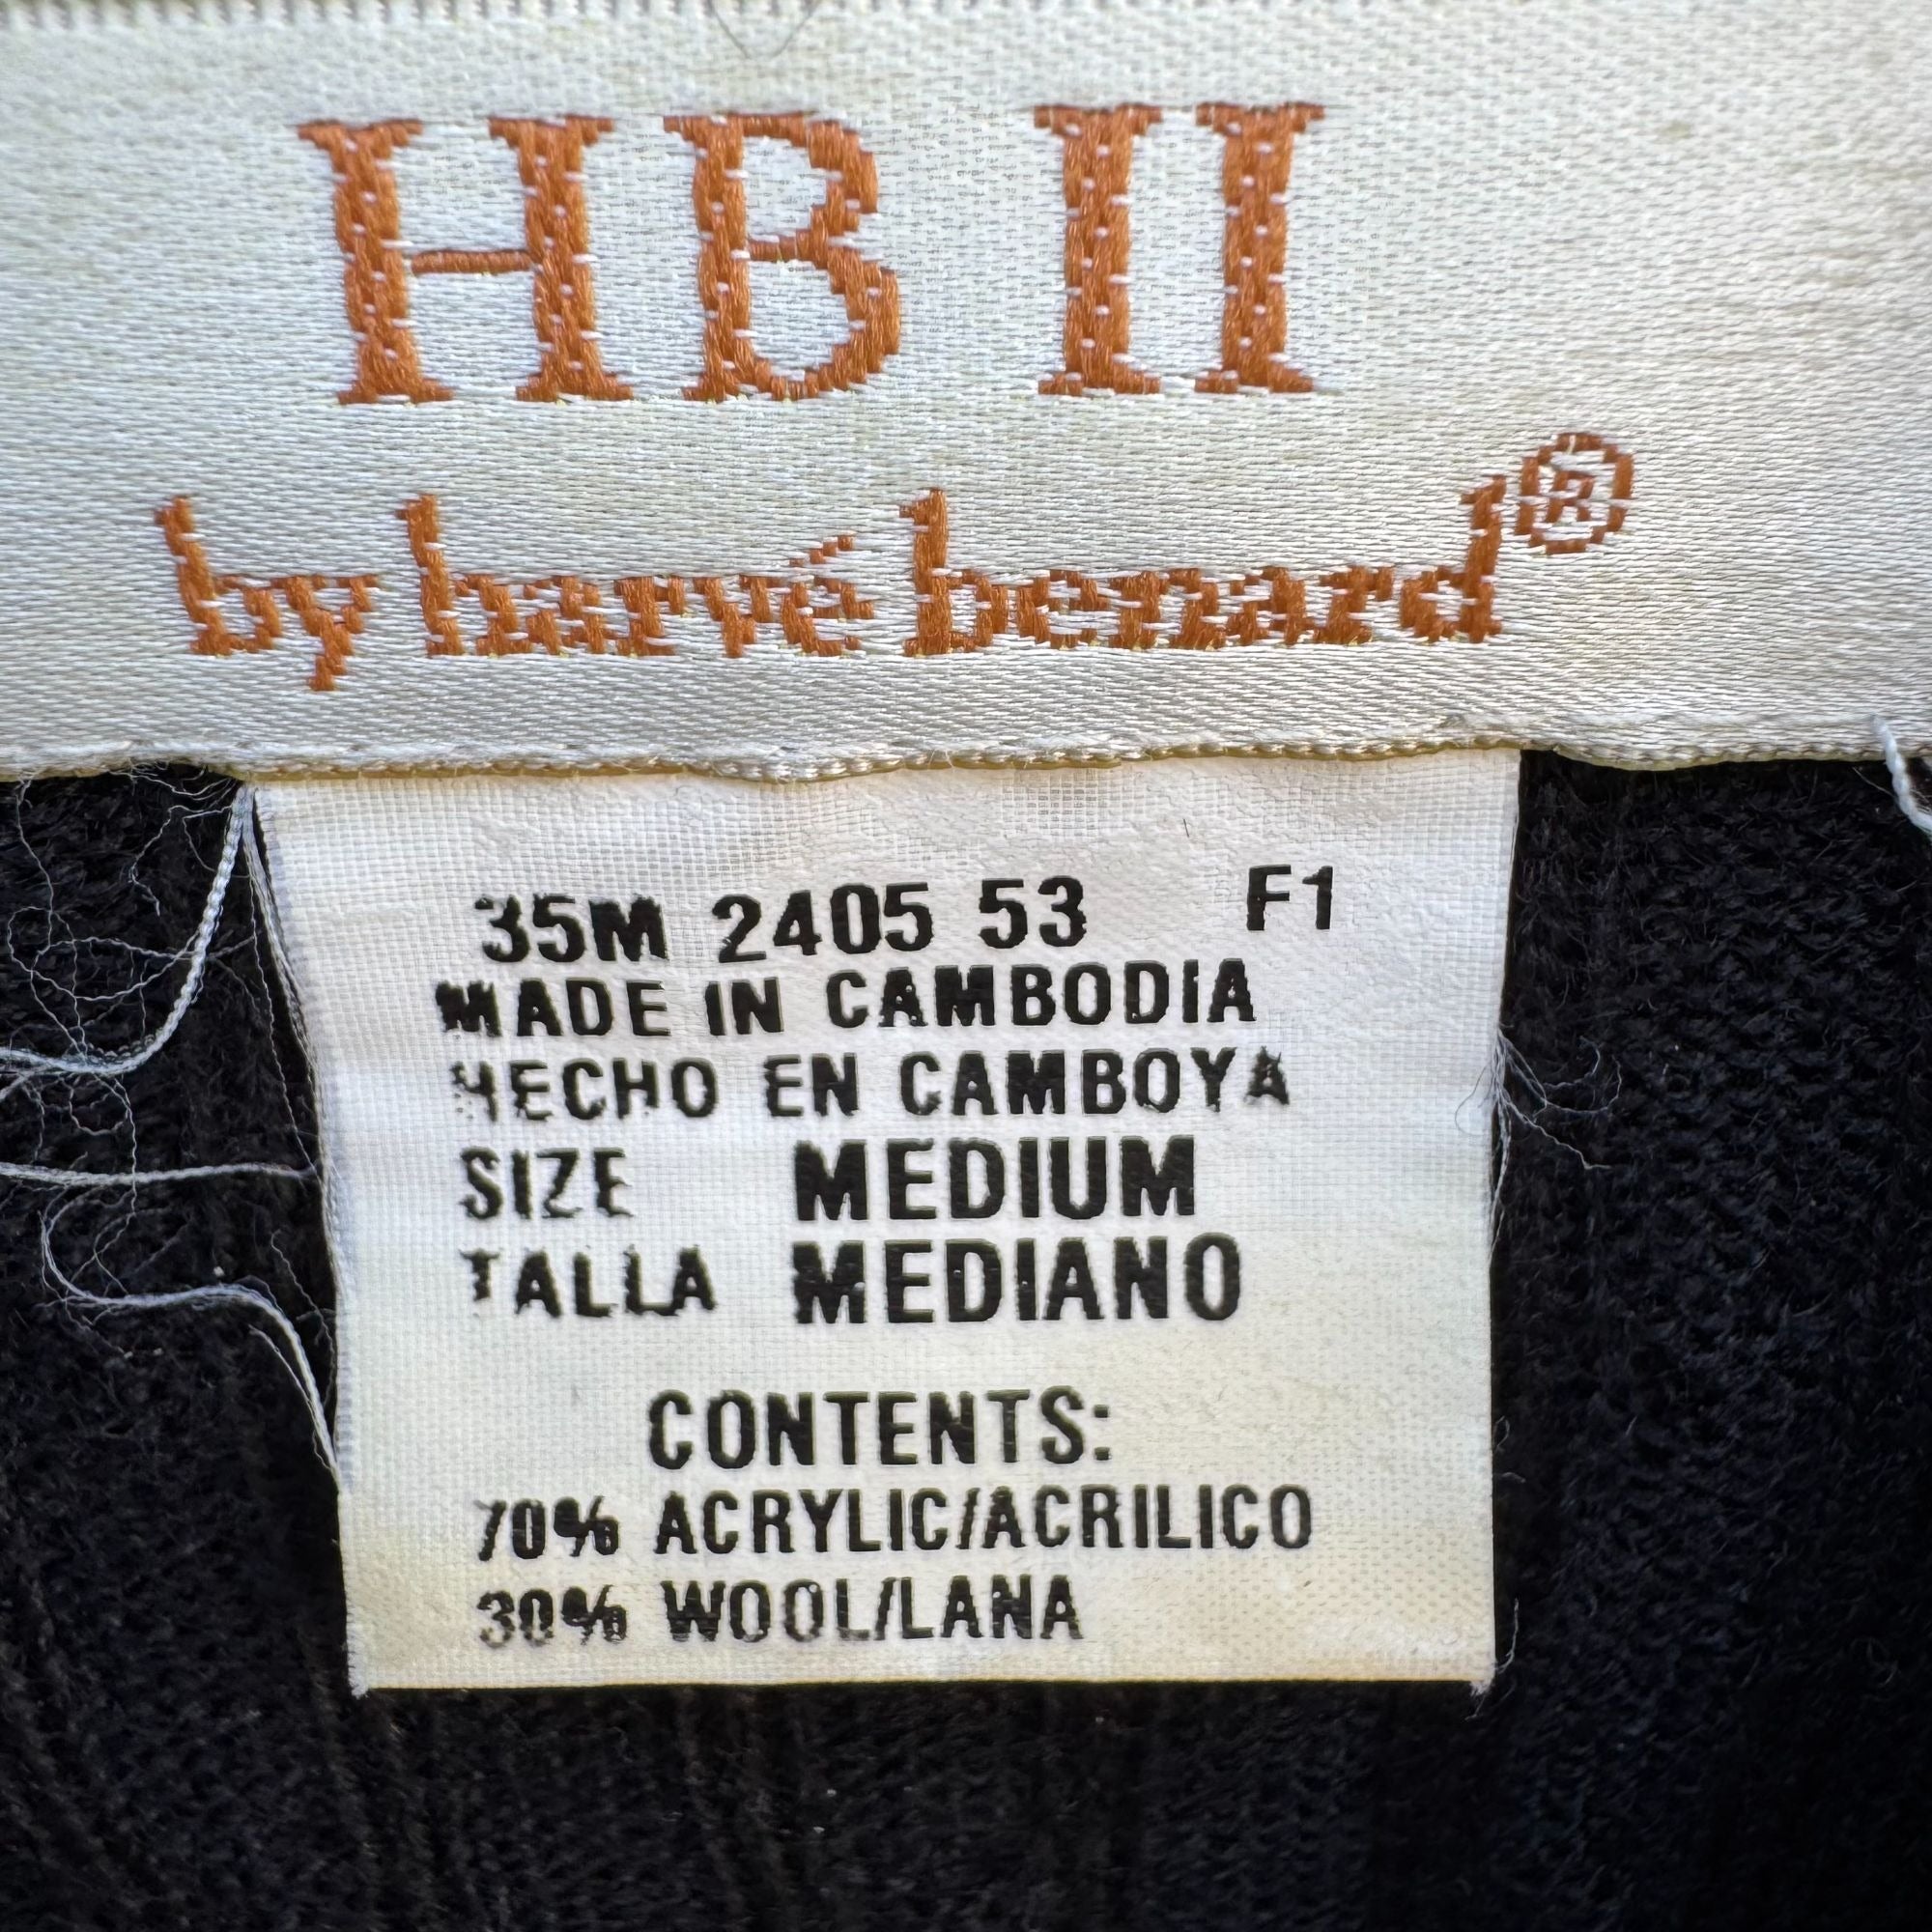 HB II
by harvé benard®
35M 2405 53 F1
MADE IN CAMBODIA
HECHO EN CAMBOYA
SIZE MEDIUM
TALLA MEDIANO
CONTENTS:
70% ACRYLIC/ACRILICO
30% WOOL/LANA